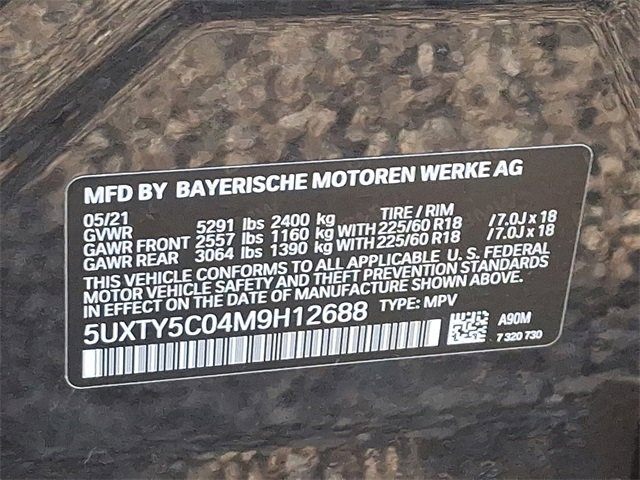 MFD BY BAYERISCHE MOTOREN WERKE AG
05/21 TIRE / RIM
GVWR 5291 lbs 2400 kg
GAWR FRONT 2557 lbs 1160 kg WITH 225/60 R18 /7.0J x 18
GAWR REAR 3064 lbs 1390 kg WITH 225/60 R18 /7.0J x 18
THIS VEHICLE CONFORMS TO ALL APPLICABLE U. S. FEDERAL
MOTOR VEHICLE SAFETY AND THEFT PREVENTION STANDARDS
IN EFFECT ON THE DATE OF MANUFACTURE SHOWN ABOVE.
5UXTY5C04M9H12688 TYPE: MPV
A90M
7 320 730